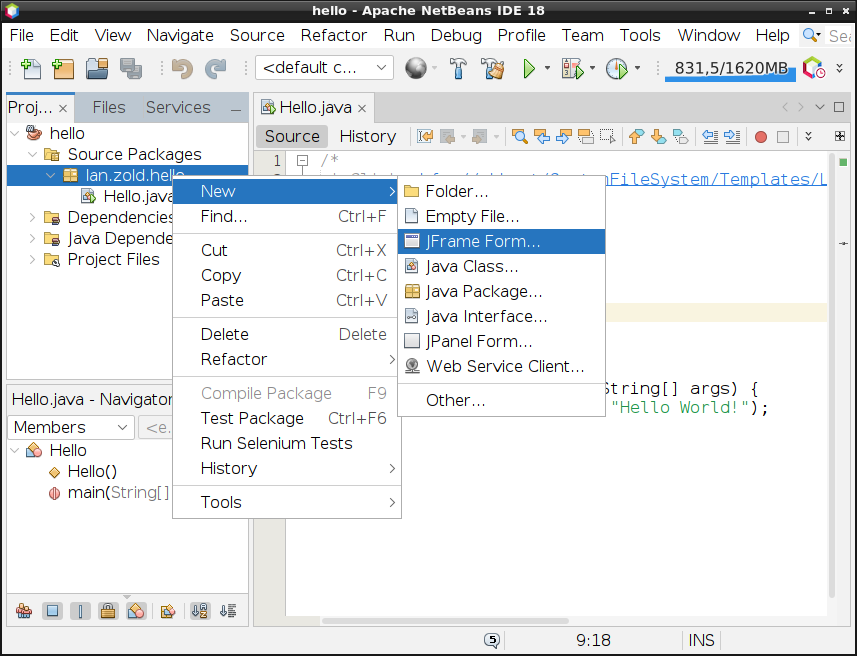 hello - Apache NetBeans IDE 18
File Edit View Navigate Source Refactor Run Debug Profile Team Tools Window Help
<default c... 831,5/1620MB
Proj... Files Services
Hello.java
hello
Source Packages
lan.zold.hello
Hello.java
Dependencies
Java Depende
Project Files
Source History
1 /*
FileSystem/Templates/L
String[] args) {
"Hello World!");
New
Find... Ctrl+F
Cut Ctrl+X
Copy Ctrl+C
Paste Ctrl+V
Delete Delete
Refactor
Compile Package F9
Test Package Ctrl+F6
Run Selenium Tests
History
Tools
Folder...
Empty File...
JFrame Form...
Java Class...
Java Package...
Java Interface...
JPanel Form...
Web Service Client...
Other...
Hello.java - Navigator
Members <e.
Hello
Hello()
main(String[]
5 9:18 INS